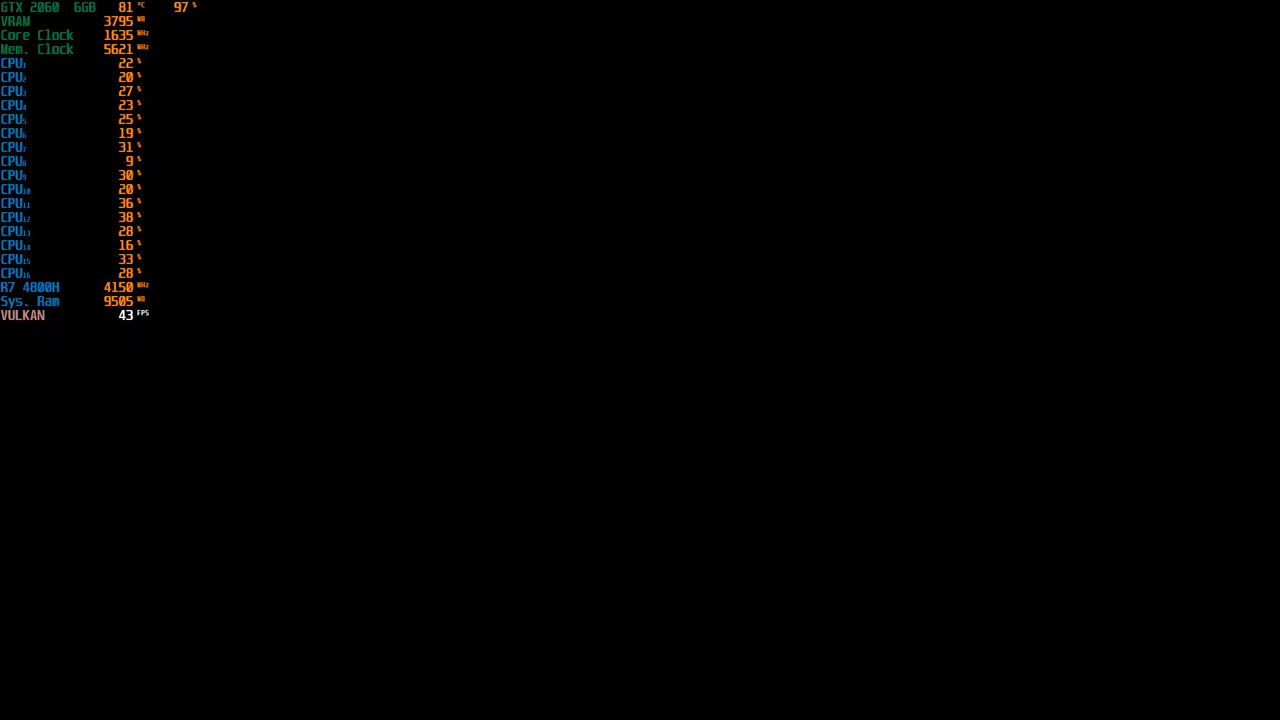 GTX 2060 6GB 81 °C 97 %
VRAM 3795 MB
Core Clock 1635 MHz
Mem. Clock 5621 MHz
CPU1 22 %
CPU2 20 %
CPU3 27 %
CPU4 23 %
CPU5 25 %
CPU6 19 %
CPU7 31 %
CPU8 9 %
CPU9 30 %
CPU10 20 %
CPU11 36 %
CPU12 38 %
CPU13 28 %
CPU14 16 %
CPU15 33 %
CPU16 28 %
R7 4800H 4150 MHz
Sys. Ram 9505 MB
VULKAN 43 FPS